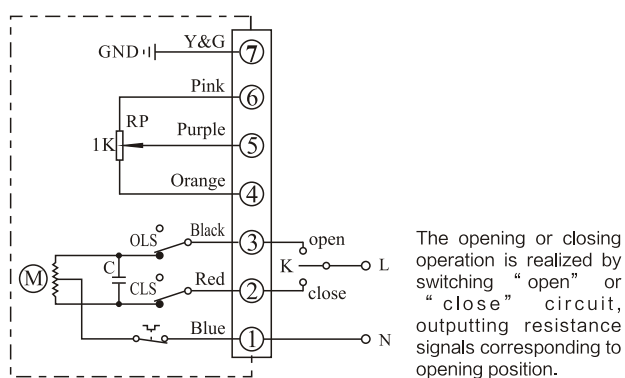 GND Y&G 7
Pink 6
RP
1K Purple 5
Orange 4
OLS Black 3 open
M C K L
CLS Red 2 close
Blue 1 N
The opening or closing
operation is realized by
switching “open” or
“close” circuit,
outputting resistance
signals corresponding to
opening position.